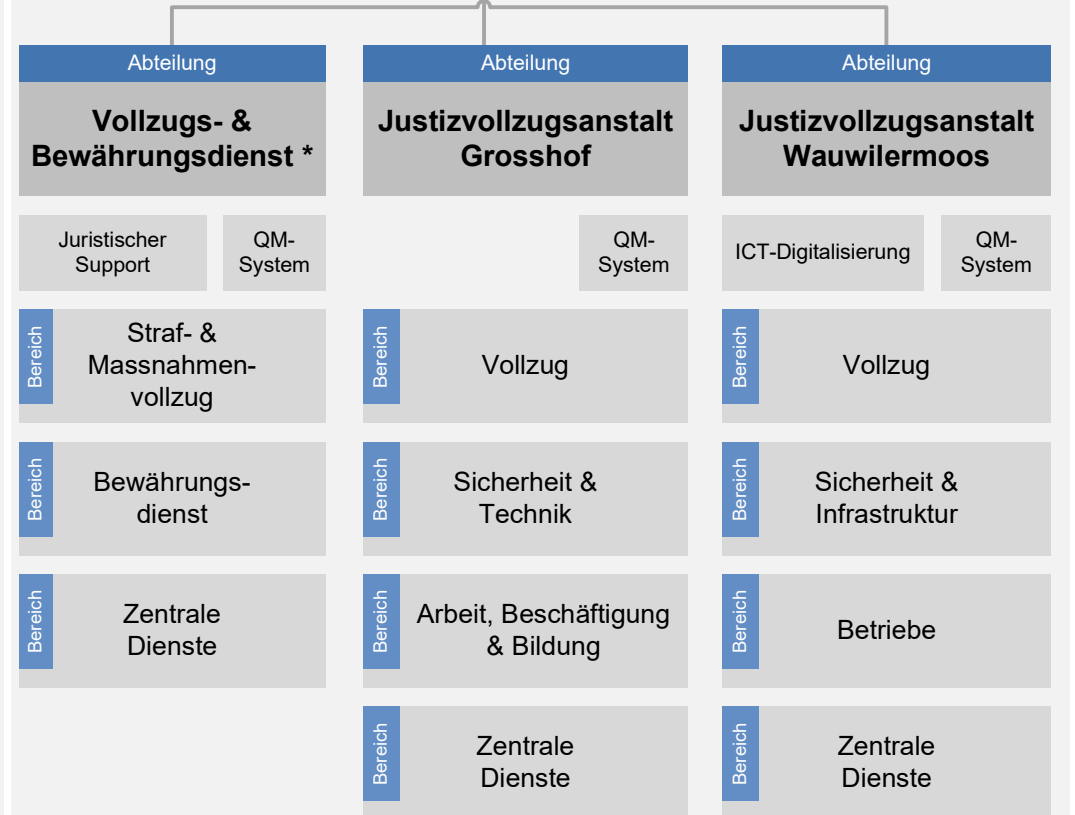 Abteilung
Vollzugs- &
Bewährungsdienst *
Juristischer
Support
QM-
System
Bereich
Straf- &
Massnahmen-
vollzug
Bereich
Bewährungs-
dienst
Bereich
Zentrale
Dienste
Abteilung
Justizvollzugsanstalt
Grosshof
QM-
System
Bereich
Vollzug
Bereich
Sicherheit &
Technik
Bereich
Arbeit, Beschäftigung
& Bildung
Bereich
Zentrale
Dienste
Abteilung
Justizvollzugsanstalt
Wauwilermoos
ICT-Digitalisierung
QM-
System
Bereich
Vollzug
Bereich
Sicherheit &
Infrastruktur
Bereich
Betriebe
Bereich
Zentrale
Dienste